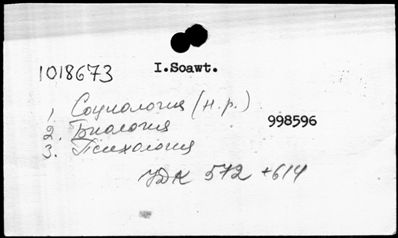 1018673
I.Soawt.
1, Социология (н.р.)
998596
2. Биология
3. Психология
УДК 572 + 614